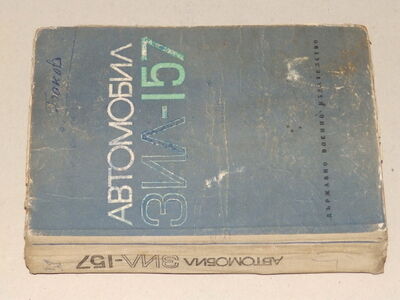 АВТОМОБИЛ
ЗИЛ-157
ДЪРЖАВНО ВОЕННО ИЗДАТЕЛСТВО
АВТОМОБИЛ ЗИЛ-157